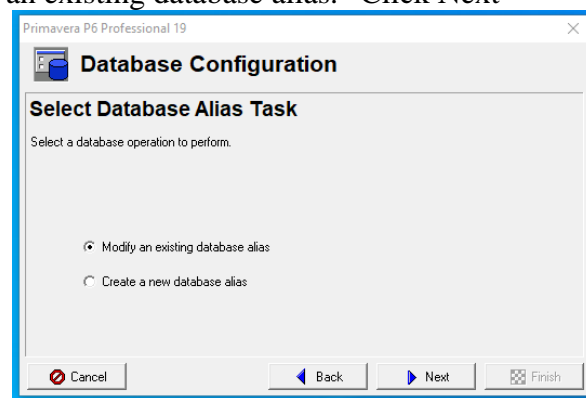 an existing database alias. Click Next
Primavera P6 Professional 19
Database Configuration
Select Database Alias Task
Select a database operation to perform.
Modify an existing database alias
Create a new database alias
Cancel Back Next Finish